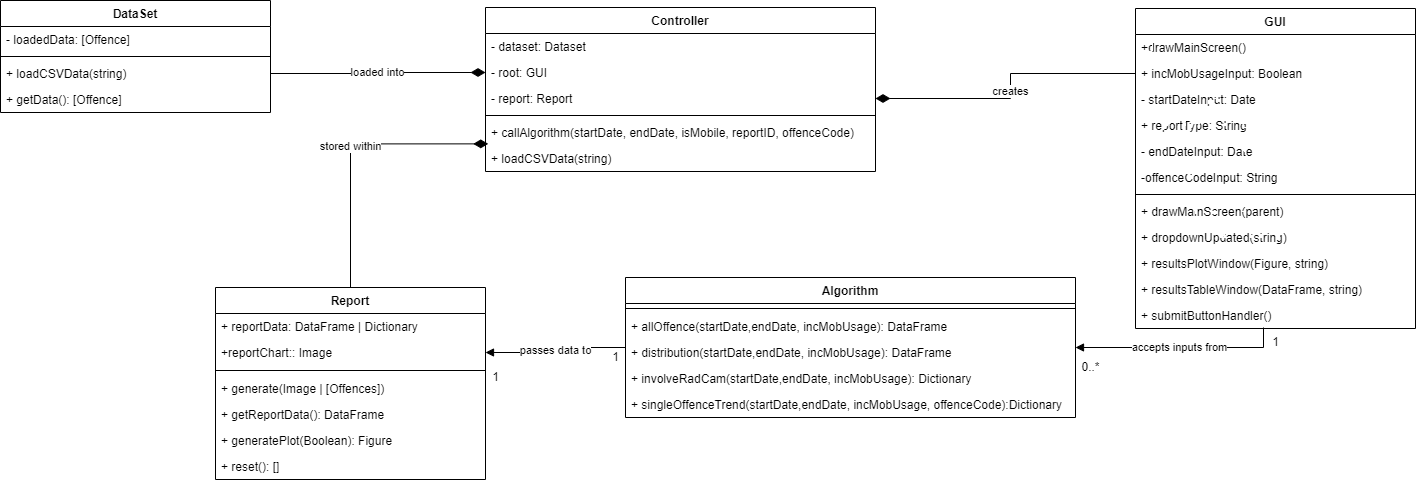 DataSet
- loadedData: [Offence]
+ loadCSVData(string)
+ getData(): [Offence]
loaded into
Controller
- dataset: Dataset
- root: GUI
- report: Report
+ callAlgorithm(startDate, endDate, isMobile, reportID, offenceCode)
+ loadCSVData(string)
creates
GUI
+drawMainScreen()
+ incMobUsageInput: Boolean
- startDateInput: Date
+ reportType: String
- endDateInput: Date
-offenceCodeInput: String
+ drawMainScreen(parent)
+ dropdownUpdated(string)
+ resultsPlotWindow(Figure, string)
+ resultsTableWindow(DataFrame, string)
+ submitButtonHandler()
stored within
Report
+ reportData: DataFrame | Dictionary
+reportChart:: Image
+ generate(Image | [Offences])
+ getReportData(): DataFrame
+ generatePlot(Boolean): Figure
+ reset(): []
passes data to
1
1
Algorithm
+ allOffence(startDate,endDate, incMobUsage): DataFrame
+ distribution(startDate,endDate, incMobUsage): DataFrame
+ involveRadCam(startDate,endDate, incMobUsage): Dictionary
+ singleOffenceTrend(startDate,endDate, incMobUsage, offenceCode):Dictionary
accepts inputs from
1
0..*